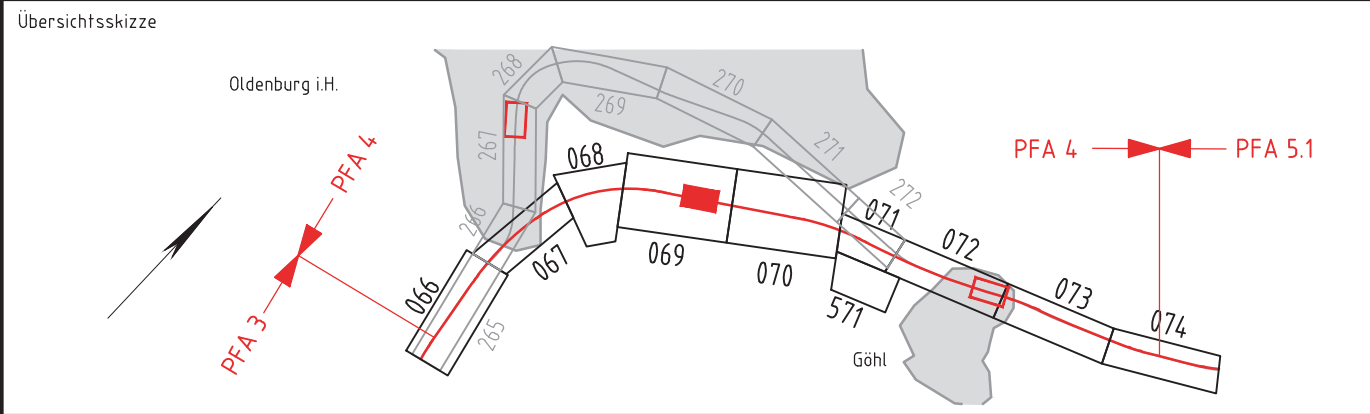 Übersichtsskizze
Oldenburg i.H.
PFA 4
PFA 3
268
267
266
265
269
270
271
272
066
067
068
069
070
071
571
072
073
074
Göhl
PFA 4
PFA 5.1